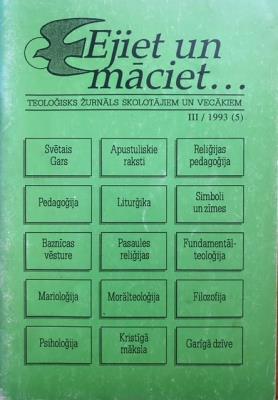 Ejiet un
māciet...
TEOLOĢISKS ŽURNĀLS SKOLOTĀJIEM UN VECĀKIEM
III / 1993 (5)
Svētais
Gars
Apustuliskie
raksti
Reliģijas
pedagoģija
Pedagoģija
Liturģika
Simboli
un zīmes
Baznīcas
vēsture
Pasaules
reliģijas
Fundamentāl-
teoloģija
Marioloģija
Morālteoloģija
Filozofija
Psiholoģija
Kristīgā
māksla
Garīgā dzīve